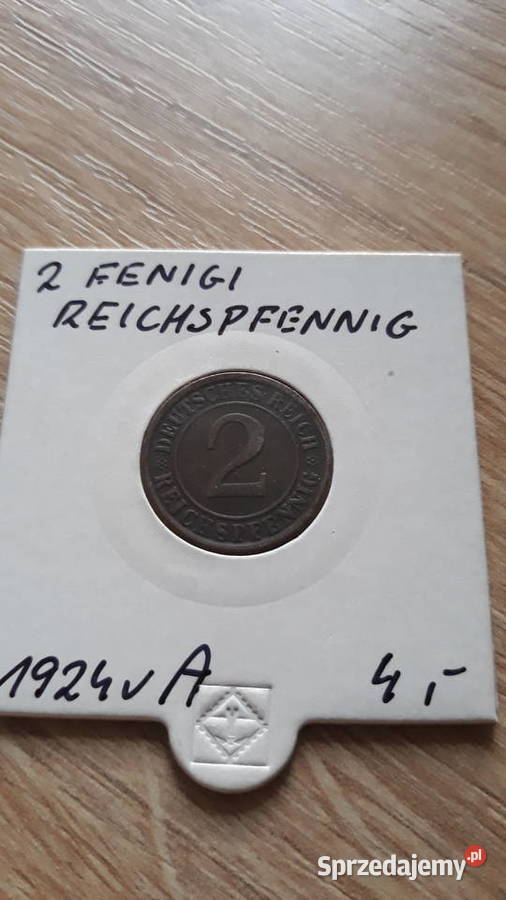 2 FENIGI
REICHSPFENNIG
DEUTSCHES REICH
2
REICHSPFENNIG
1924 v A 4,-
Sprzedajemy.pl